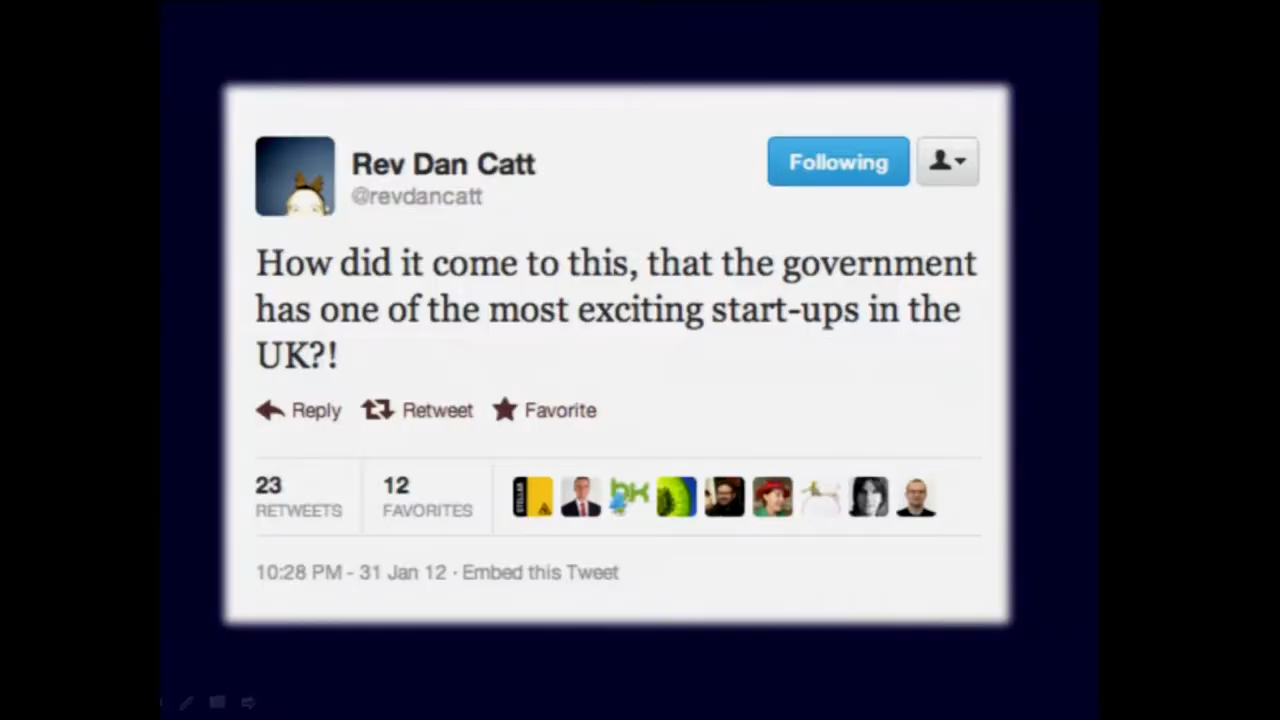 Rev Dan Catt
@revdancatt
Following
How did it come to this, that the government
has one of the most exciting start-ups in the
UK?!
Reply Retweet Favorite
23 12
RETWEETS FAVORITES
10:28 PM - 31 Jan 12 · Embed this Tweet